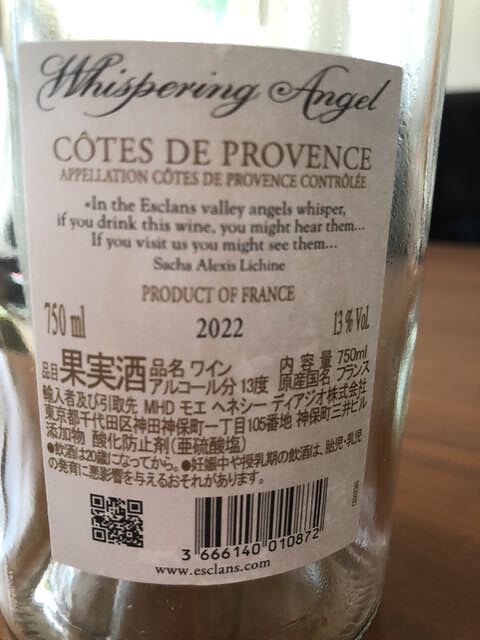 Whispering Angel
CÔTES DE PROVENCE
APPELLATION CÔTES DE PROVENCE CONTRÔLÉE
«In the Esclans valley angels whisper,
if you drink this wine, you might hear them...
If you visit us you might see them...
Sacha Alexis Lichine
PRODUCT OF FRANCE
750 ml 2022 13 % Vol.
品目 果実酒 品名 ワイン 内容量 750ml
アルコール分 13度 原産国名 フランス
輸入者及び引取先 MHD モエ ヘネシー ディアジオ株式会社
東京都千代田区神田神保町一丁目105番地 神保町三井ビル
添加物 酸化防止剤(亜硫酸塩)
●飲酒は20歳になってから。●妊娠中や授乳期の飲酒は、胎児・乳児
の発育に悪影響を与えるおそれがあります。
3 666140 010872
www.esclans.com